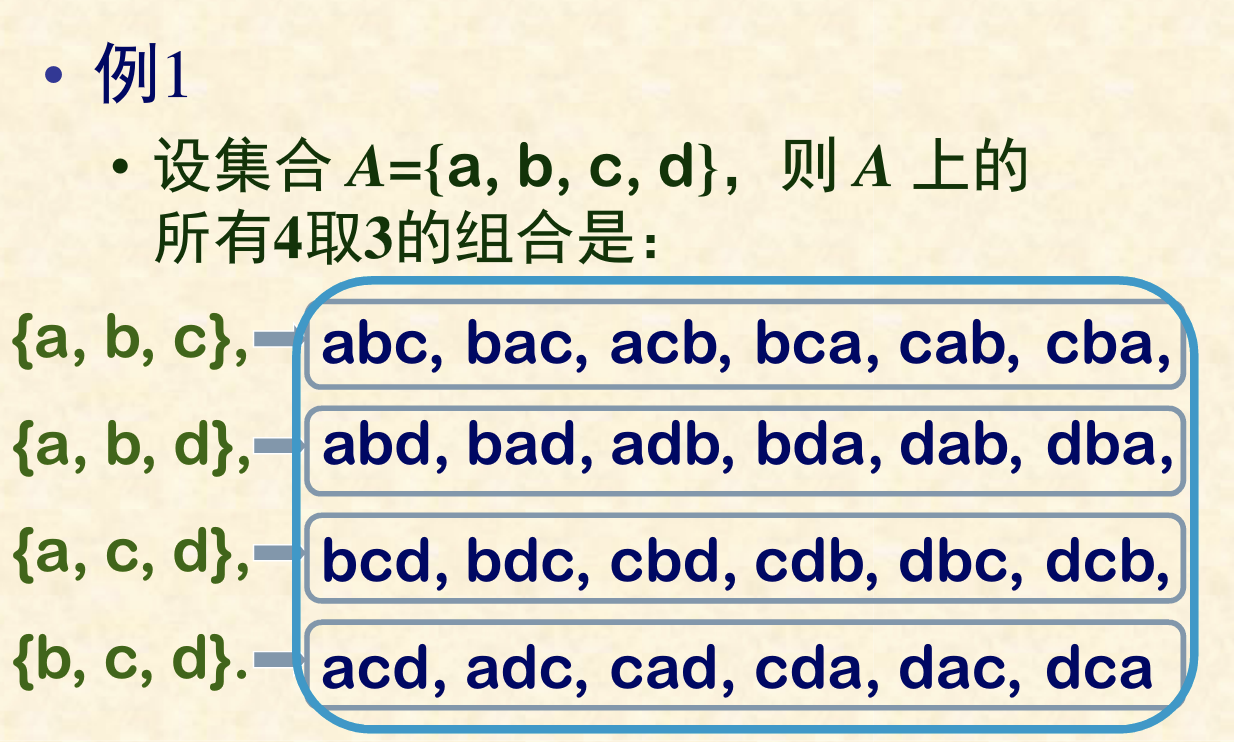 • 例1
• 设集合 A={a, b, c, d}，则 A 上的
所有4取3的组合是：
{a, b, c}, abc, bac, acb, bca, cab, cba,
{a, b, d}, abd, bad, adb, bda, dab, dba,
{a, c, d}, bcd, bdc, cbd, cdb, dbc, dcb,
{b, c, d}. acd, adc, cad, cda, dac, dca